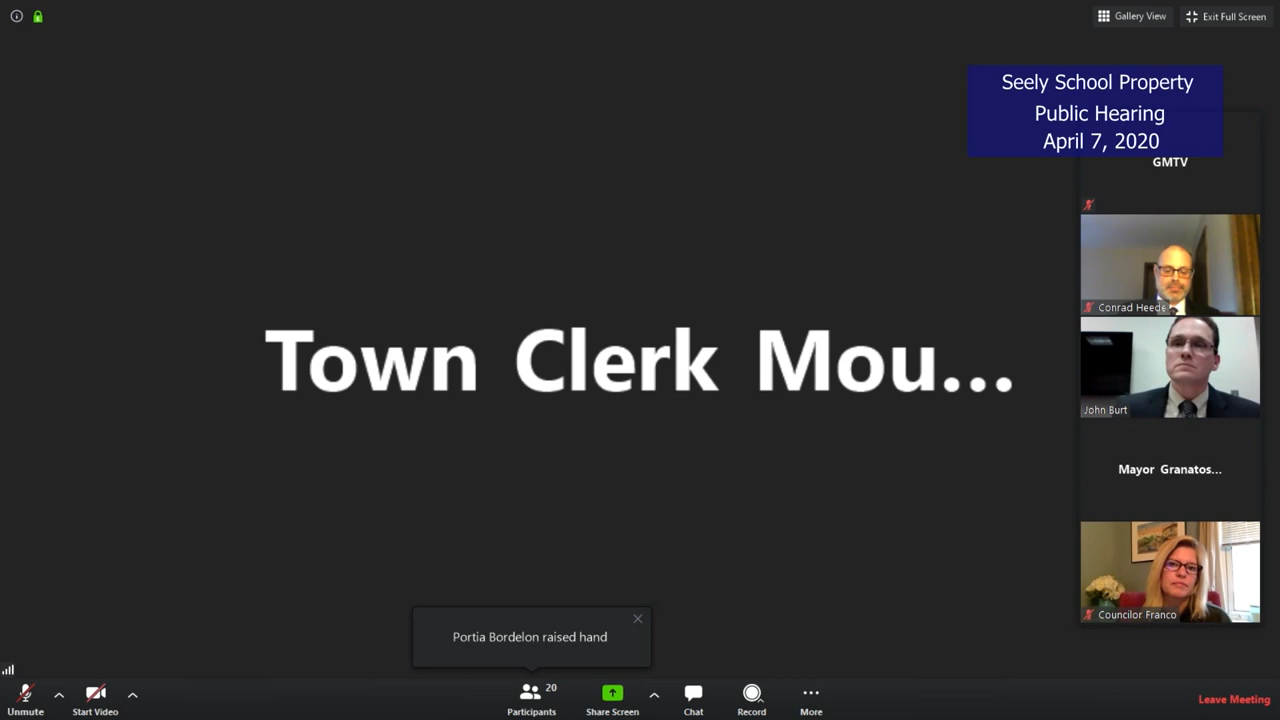 Gallery View
Exit Full Screen
Seely School Property
Public Hearing
April 7, 2020
GMTV
Conrad Heede
John Burt
Town Clerk Mou...
Mayor Granatos...
Councilor Franco
Portia Bordelon raised hand
20
Unmute
Start Video
Participants
Share Screen
Chat
Record
More
Leave Meeting